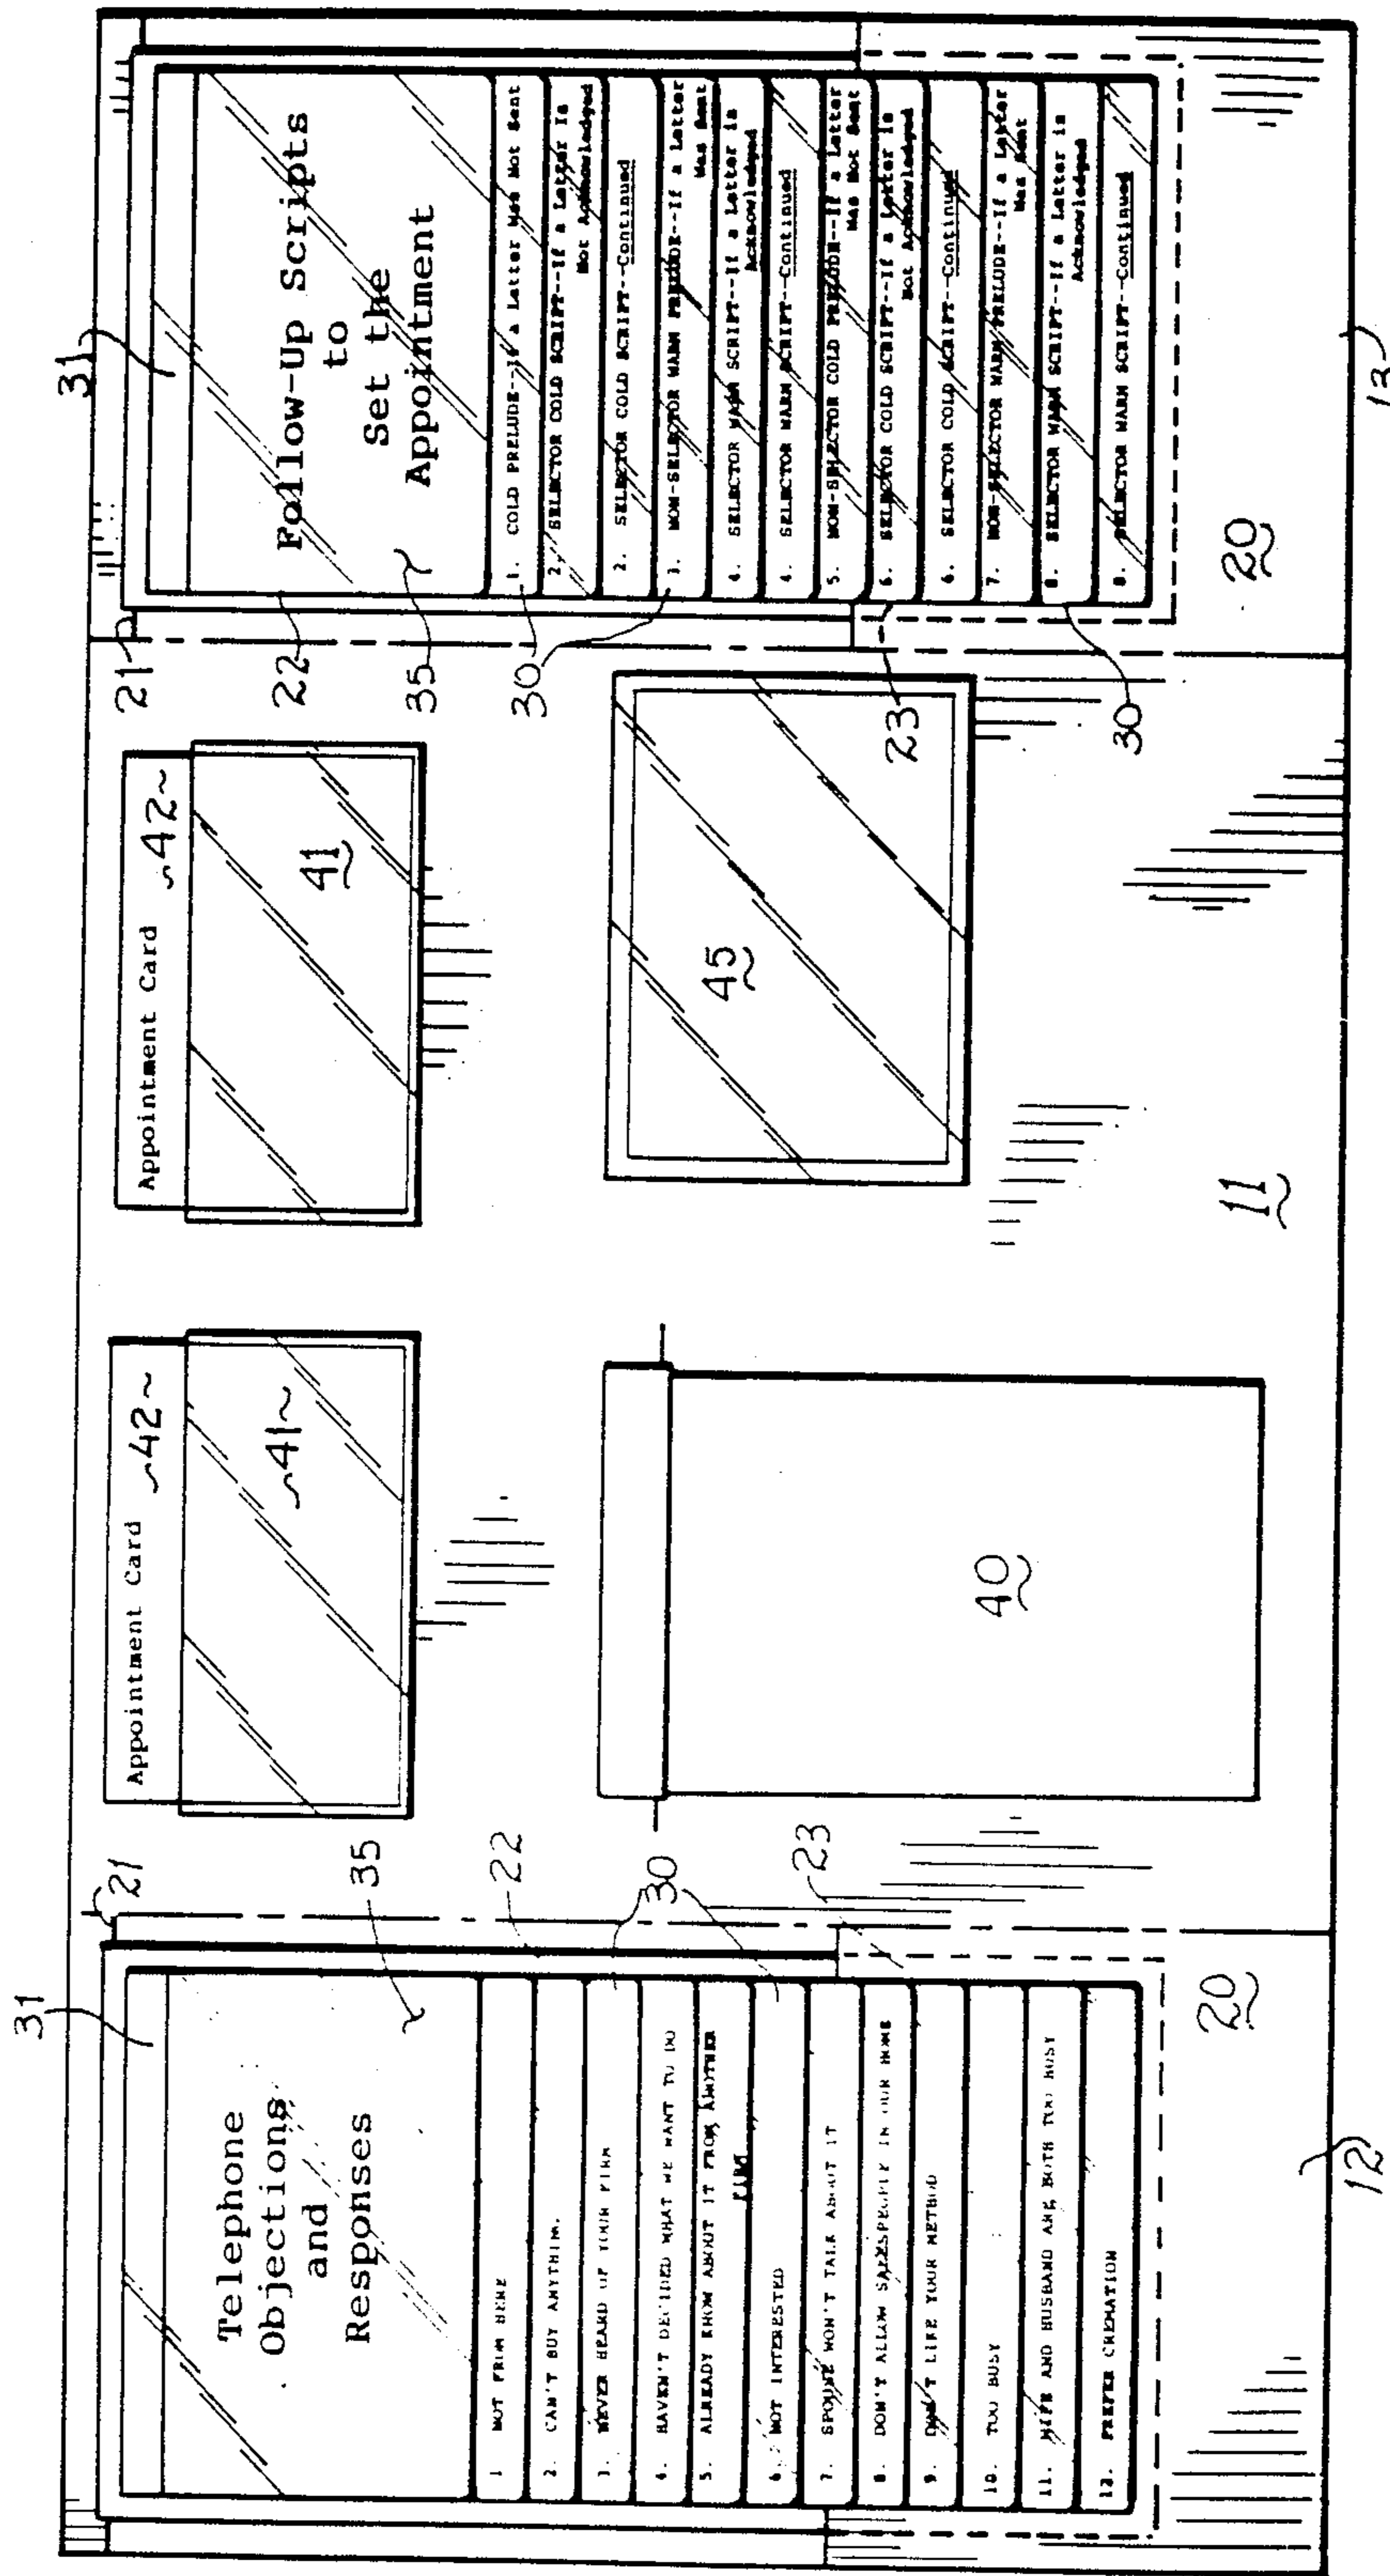 31
21
Telephone
Objections
and
Responses
35
22
30
23
1 NOT FROM HERE
2. CAN'T BUY ANYTHING.
3. NEVER HEARD OF YOUR FIRM
4. HAVEN'T DECIDED WHAT WE WANT TO DO
5. ALREADY KNOW ABOUT IT FROM ANOTHER
FIRM
6. NOT INTERESTED
7. SPOUSE WON'T TALK ABOUT IT
8. DON'T ALLOW SALESPEOPLE IN OUR HOME
9. DON'T LIKE YOUR METHOD
10. TOO BUSY
11. WIFE AND HUSBAND ARE BOTH TOO BUSY
12. PREFER CREMATION
20
12
Appointment Card 42
41
40
Appointment Card 42
41
45
11
31
21
22
35
30
23
30
Follow-Up Scripts
to
Set the
Appointment
1. COLD PRELUDE--If a Letter Was Not Sent
2. SELECTOR COLD SCRIPT--If a Letter Is
Not Acknowledged
2. SELECTOR COLD SCRIPT--Continued
3. NON-SELECTOR WARM PRELUDE--If a Letter
Was Sent
4. SELECTOR WARM SCRIPT--If a Letter is
Acknowledged
4. SELECTOR WARM SCRIPT--Continued
5. NON-SELECTOR COLD PRELUDE--If a Letter
Was Not Sent
6. SELECTOR COLD SCRIPT--If a Letter Is
Not Acknowledged
6. SELECTOR COLD SCRIPT--Continued
7. NON-SELECTOR WARM PRELUDE--If a Letter
Was Sent
8. SELECTOR WARM SCRIPT--If a Letter is
Acknowledged
8. SELECTOR WARM SCRIPT--Continued
20
13